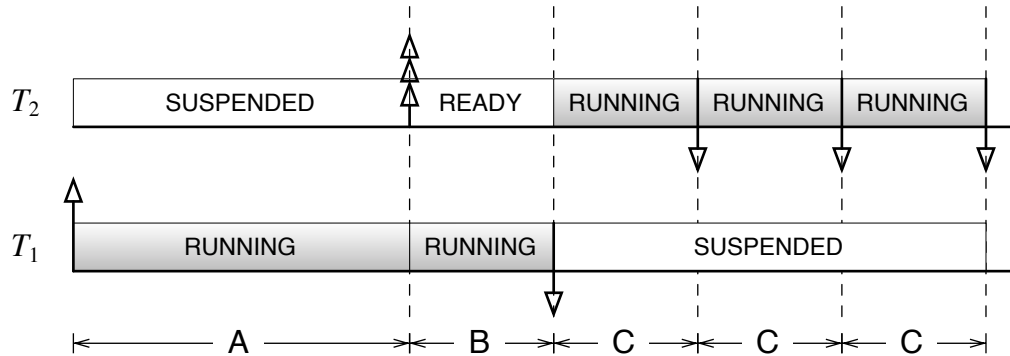 T₂ SUSPENDED READY RUNNING RUNNING RUNNING
T₁ RUNNING RUNNING SUSPENDED
A B C C C